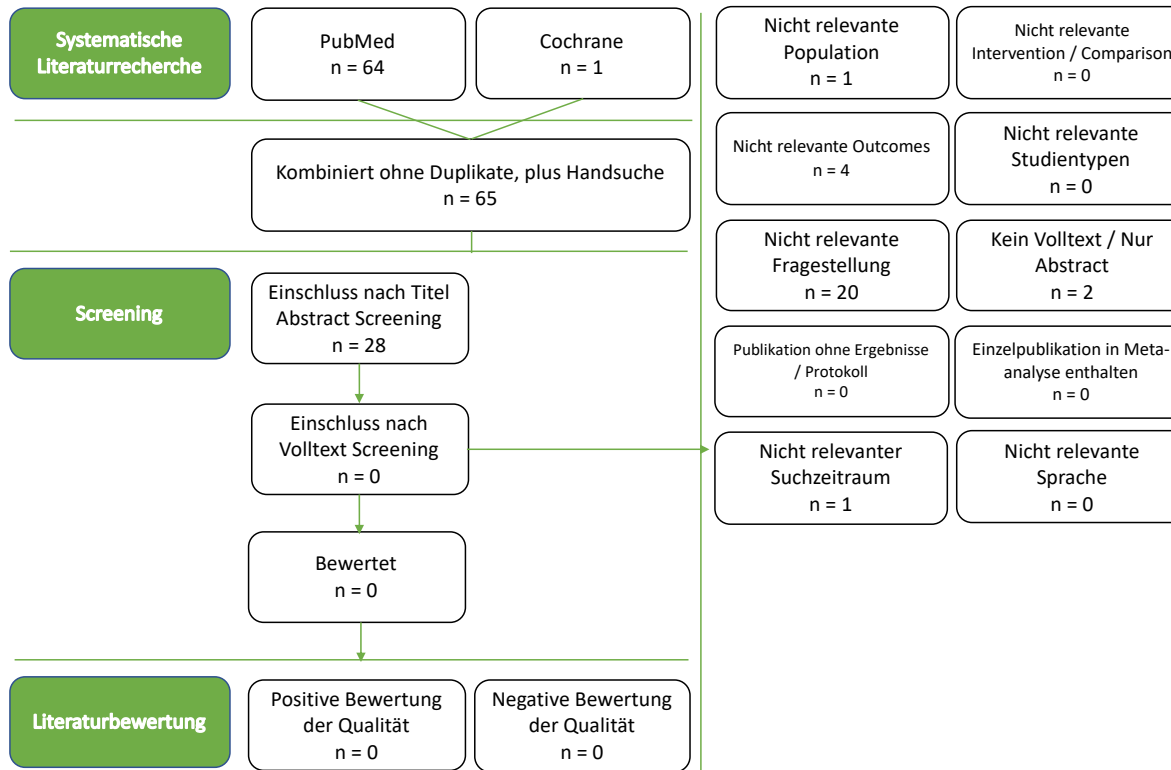 Systematische
Literaturrecherche
PubMed
n = 64
Cochrane
n = 1
Kombiniert ohne Duplikate, plus Handsuche
n = 65
Screening
Einschluss nach Titel
Abstract Screening
n = 28
Einschluss nach
Volltext Screening
n = 0
Bewertet
n = 0
Literaturbewertung
Positive Bewertung
der Qualität
n = 0
Negative Bewertung
der Qualität
n = 0
Nicht relevante
Population
n = 1
Nicht relevante
Intervention / Comparison
n = 0
Nicht relevante Outcomes
n = 4
Nicht relevante
Studientypen
n = 0
Nicht relevante
Fragestellung
n = 20
Kein Volltext / Nur
Abstract
n = 2
Publikation ohne Ergebnisse
/ Protokoll
n = 0
Einzelpublikation in Meta-
analyse enthalten
n = 0
Nicht relevanter
Suchzeitraum
n = 1
Nicht relevante
Sprache
n = 0